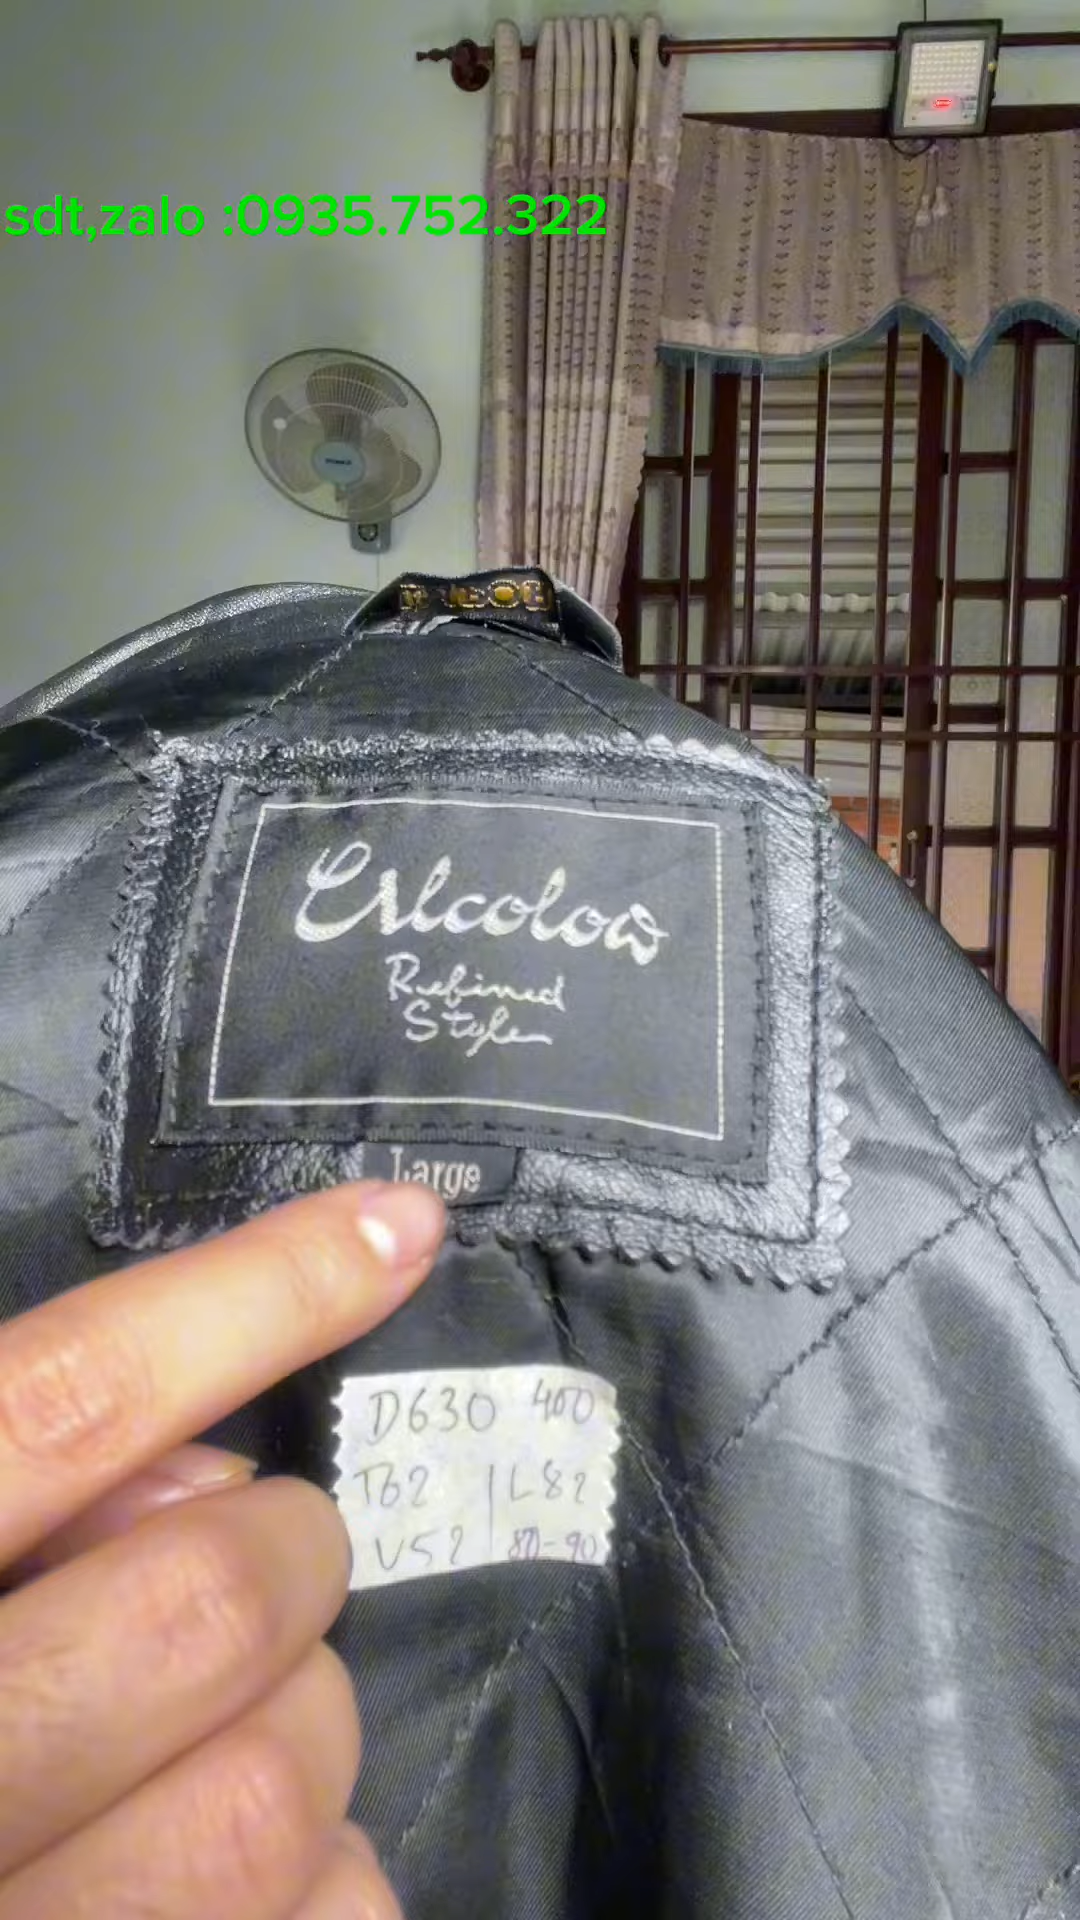 sdt,zalo :0935.752.322
Refined
Style
Large
D630 400
T62 | L82
V52 | 80-90